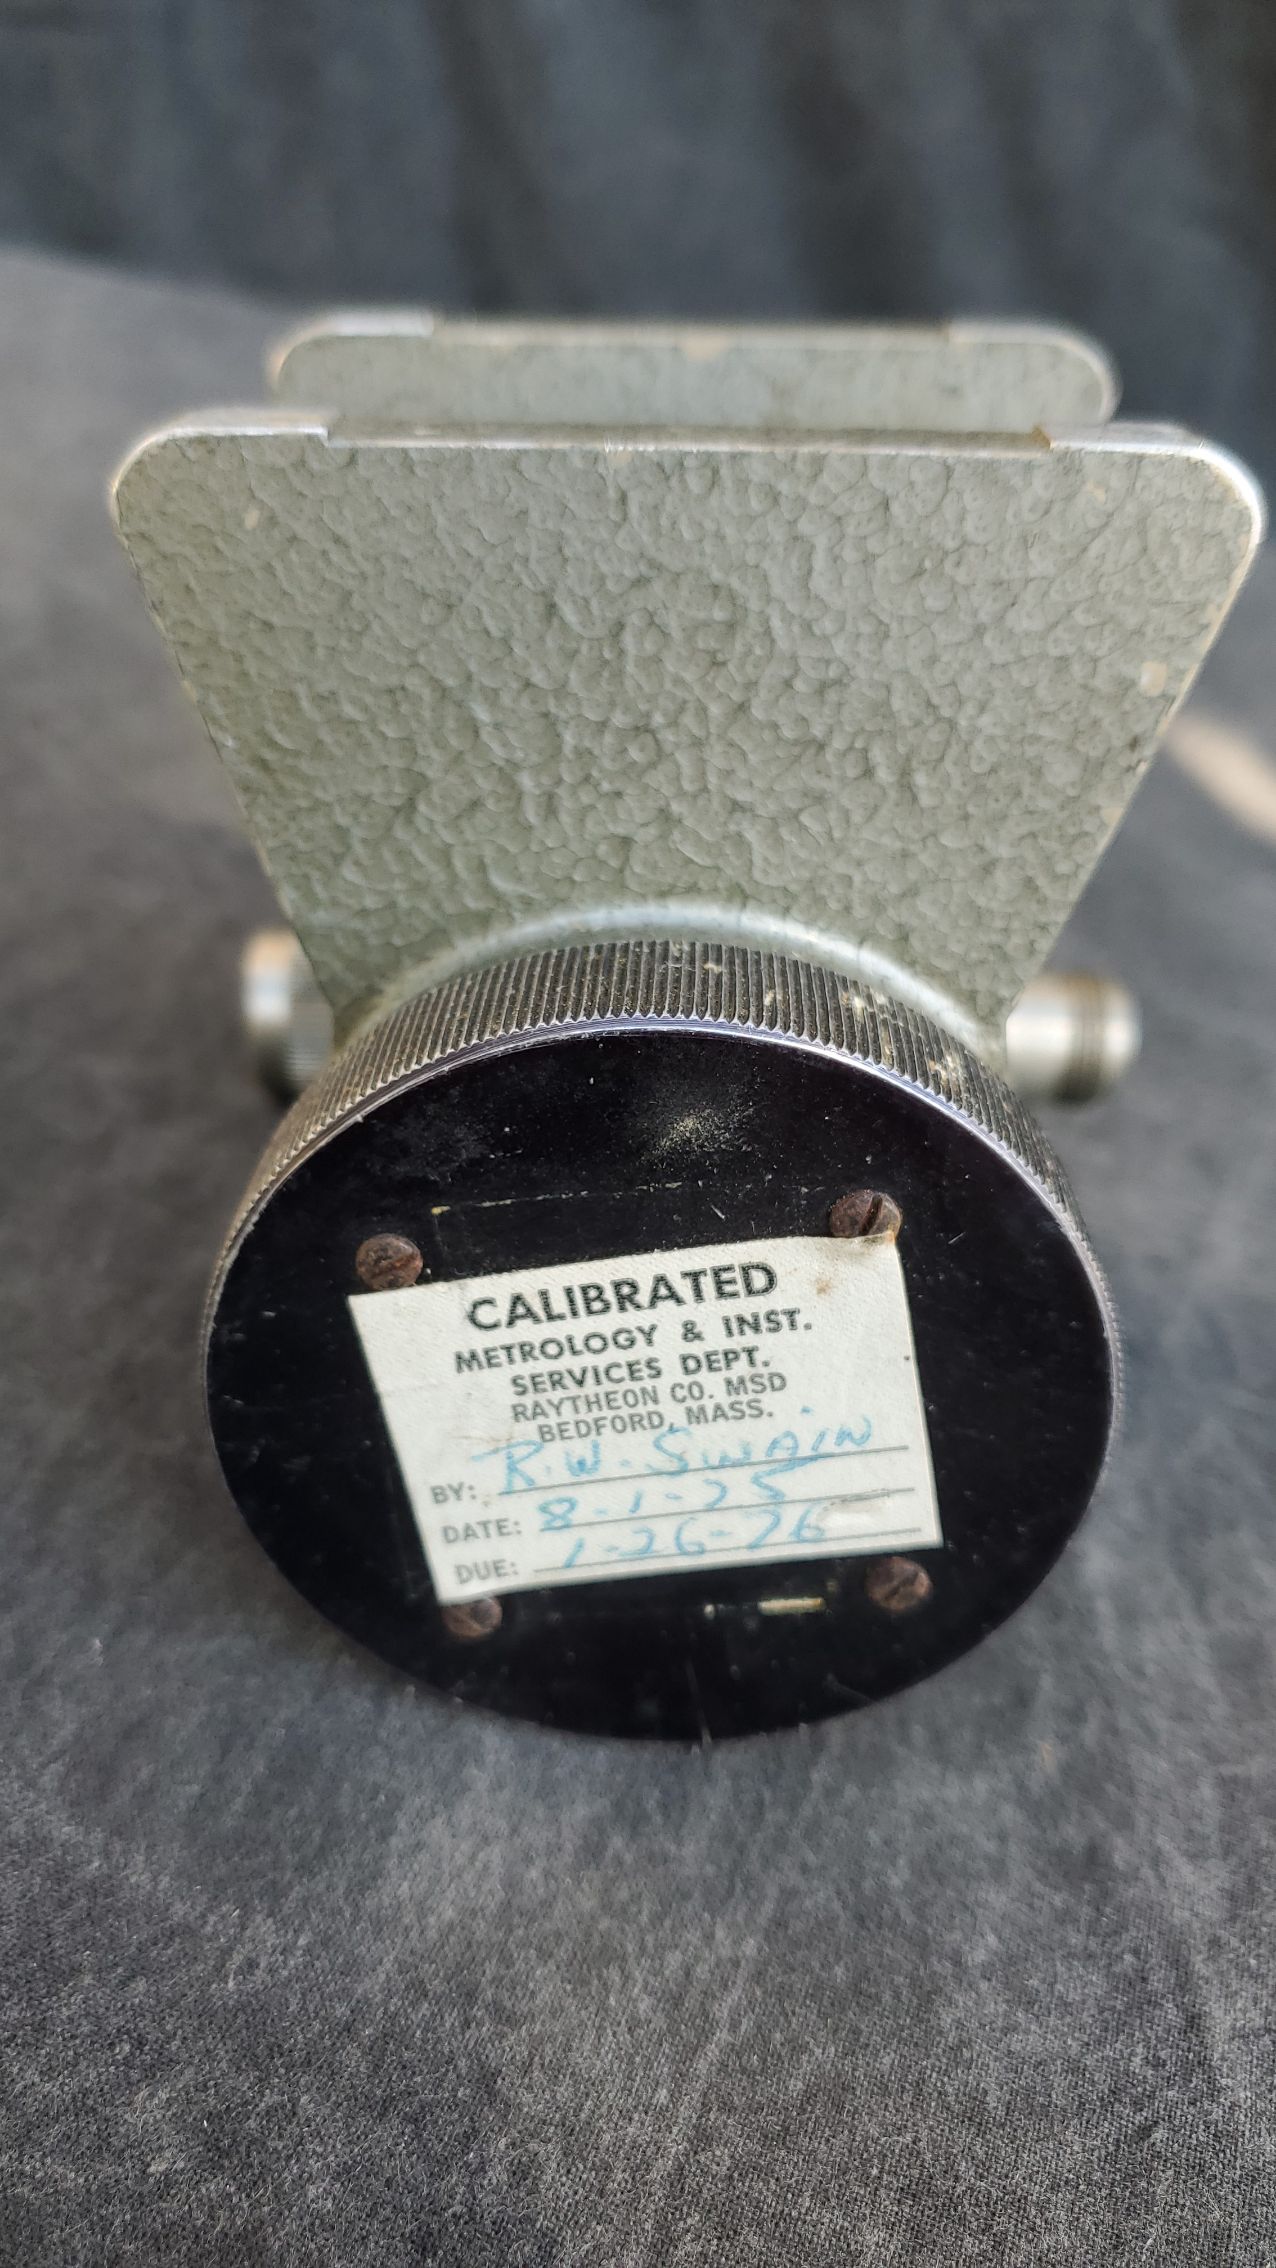 CALIBRATED
METROLOGY & INST.
SERVICES DEPT.
RAYTHEON CO. MSD
BEDFORD, MASS.
BY: R.W. SWAIN
DATE: 8-1-75
DUE: 1-26-76